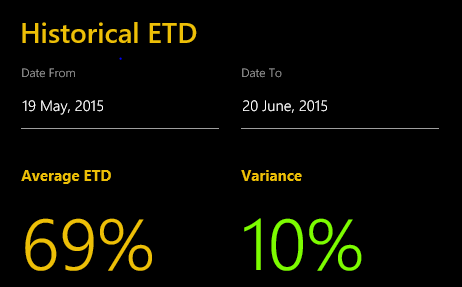 Historical ETD
Date From
Date To
19 May, 2015
20 June, 2015
Average ETD
Variance
69%
10%